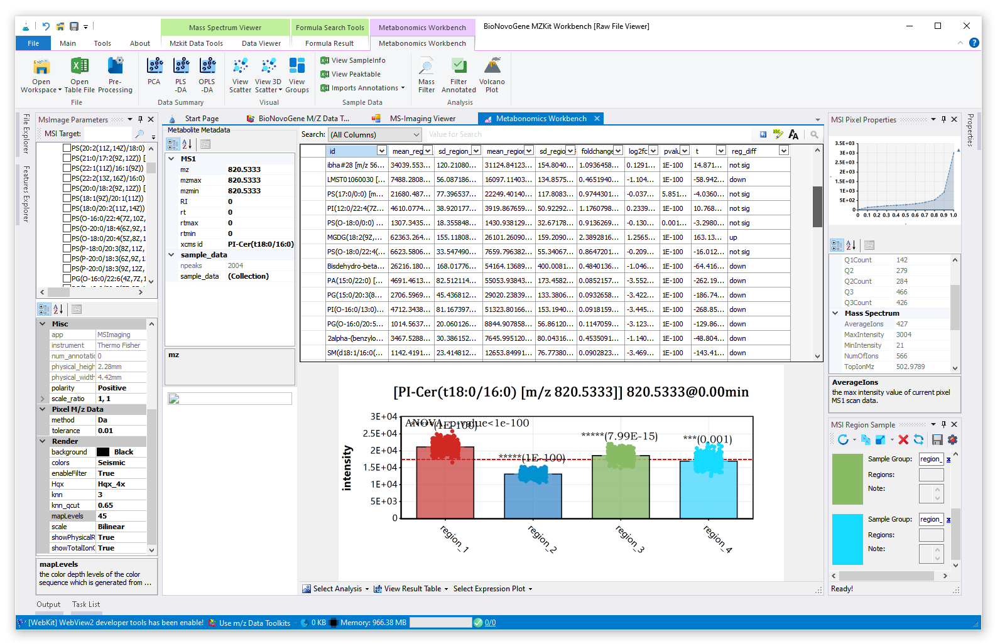 Mass Spectrum Viewer
Formula Search Tools
Metabonomics Workbench
BioNovoGene MZKit Workbench [Raw File Viewer]
File
Main
Tools
About
Mzkit Data Tools
Data Viewer
Formula Result
Metabonomics Workbench
Open Workspace
Open Table File
Pre-Processing
File
PCA
PLS -DA
OPLS -DA
Data Summary
View Scatter
View 3D Scatter
View Groups
Visual
View SampleInfo
View Peaktable
Imports Annotations
Sample Data
Mass Filter
Filter Annotated
Volcano Plot
Analysis
File Explorer
Features Explorer
MsImage Parameters
MSI Target:
PS(20:2(11Z,14Z)/18:0)
PS(21:0/17:2(9Z,12Z)) [
PS(22:1(11Z)/16:1(9Z))
PS(22:2(13Z,16Z)/16:0)
PS(20:0/18:2(9Z,12Z)) [
PS(18:1(9Z)/20:1(11Z))
PS(18:0/20:2(11Z,14Z))
PS(O-16:0/22:4(7Z,10Z,
PS(O-20:0/18:4(6Z,9Z,1
PS(O-18:0/20:4(5Z,8Z,1
PS(P-18:0/20:3(8Z,11Z,
PS(P-20:0/18:3(6Z,9Z,1
PS(P-20:0/18:3(9Z,12Z,
PG(O-16:0/22:6(4Z,7Z,1
Misc
app MSImaging
instrument Thermo Fisher
num_annotatio 0
physical_heigh 2.28mm
physical_width 4.42mm
polarity Positive
scale_ratio 1, 1
Pixel M/z Data
method Da
tolerance 0.01
Render
background Black
colors Seismic
enableFilter True
Hqx Hqx_4x
knn 3
knn_qcut 0.65
mapLevels 45
scale Bilinear
showPhysicalR True
showTotalIonC True
mapLevels
the color depth levels of the color
sequence which is generated from ...
Output
Task List
Start Page
BioNovoGene M/Z Data T...
MS-Imaging Viewer
Metabonomics Workbench
Metabolite Metadata
MS1
mz 820.5333
mzmax 820.5333
mzmin 820.5333
RI 0
rt 0
rtmax 0
rtmin 0
xcms id PI-Cer(t18:0/16:0)
sample_data
npeaks 2004
sample_data (Collection)
mz
Search: (All Columns) Value for Search
id mean_reg sd_region_ mean_region sd_regio foldchange log2fc pvalu t reg_diff
ibha#28 [m/z 56... 34039.553... 120.21080... 31124.84123... 154.8040... 1.0936458... 0.1291... 1E-100 14.871... not sig
LMST01060030 [... 7488.2808... 56.087186... 16097.11403... 134.8575... 0.4651940... -1.104... 1E-100 -58.942... down
PS(17:0/0:0) [m... 21680.487... 77.396537... 22249.40140... 117.8083... 0.9744301... -0.037... 5.851... -4.0360... not sig
PI(12:0/22:4(7Z... 4610.0774... 38.920177... 3919.867659... 50.92292... 1.1760798... 0.2339... 1E-100 10.768... not sig
PS(O-18:0/0:0) ... 1307.3435... 18.355848... 1430.938129... 32.67178... 0.9136269... -0.130... 0.001... -3.2980... not sig
MGDG(18:2(9Z,... 62363.264... 155.11808... 26101.26090... 159.2090... 2.3892816... 1.2565... 1E-100 163.13... up
PS(O-18:0/22:4(... 6623.5806... 33.547490... 7659.796382... 55.34067... 0.8647201... -0.209... 1E-100 -16.012... not sig
Bisdehydro-beta... 26216.180... 168.01776... 54164.13689... 400.0081... 0.4840136... -1.046... 1E-100 -64.416... down
PA(15:0/22:0) [... 4691.4613... 82.512114... 55053.93843... 173.4582... 0.0852157... -3.552... 1E-100 -262.19... down
PG(15:0/20:3(8... 2706.5969... 45.436812... 29020.23839... 133.3806... 0.0932658... -3.422... 1E-100 -186.74... down
PI(O-16:0/13:0)... 4712.3438... 81.167397... 51323.80166... 153.1940... 0.0918159... -3.445... 1E-100 -268.85... down
PG(O-16:0/20:5... 1014.5637... 20.060126... 8844.907858... 56.86120... 0.1147059... -3.123... 1E-100 -129.86... down
2alpha-(benzylo... 3467.5288... 30.386152... 7645.995120... 80.04316... 0.4535091... -1.140... 1E-100 -48.804... down
SM(d18:1/16:0(... 1142.4191... 23.414812... 12653.84991... 76.77380... 0.0902823... -3.469... 1E-100 -143.41... down
[PI-Cer(t18:0/16:0) [m/z 820.5333]] 820.5333@0.00min
intensity
3E+04
2.5E+04
2E+04
1.5E+04
1E+04
5E+03
0
ANOVA, p-value<1e-100
*****(1E-100)
*****(1E-100)
*****(7.99E-15)
***(0.001)
region_1
region_2
region_3
region_4
Select Analysis
View Result Table
Select Expression Plot
MSI Pixel Properties
3.5E+03
3E+03
2.5E+03
2E+03
1.5E+03
1E+03
5E+02
0
0 0.1 0.2 0.3 0.4 0.5 0.6 0.7 0.8 0.9 1.0
Q1Count 142
Q2 279
Q2Count 284
Q3 466
Q3Count 426
Mass Spectrum
AverageIons 427
MaxIntensity 3004
MinIntensity 21
NumOfIons 566
TopIonMz 502.9789
AverageIons
the max intensity value of current pixel
MS1 scan data.
MSI Region Sample
Sample Group: region_ x
Regions:
Note:
Sample Group: region_ x
Regions:
Note:
Ready!
Properties
[WebKit] WebView2 developer tools has been enable!
Use m/z Data Toolkits
0 KB
Memory: 966.38 MB
0/0